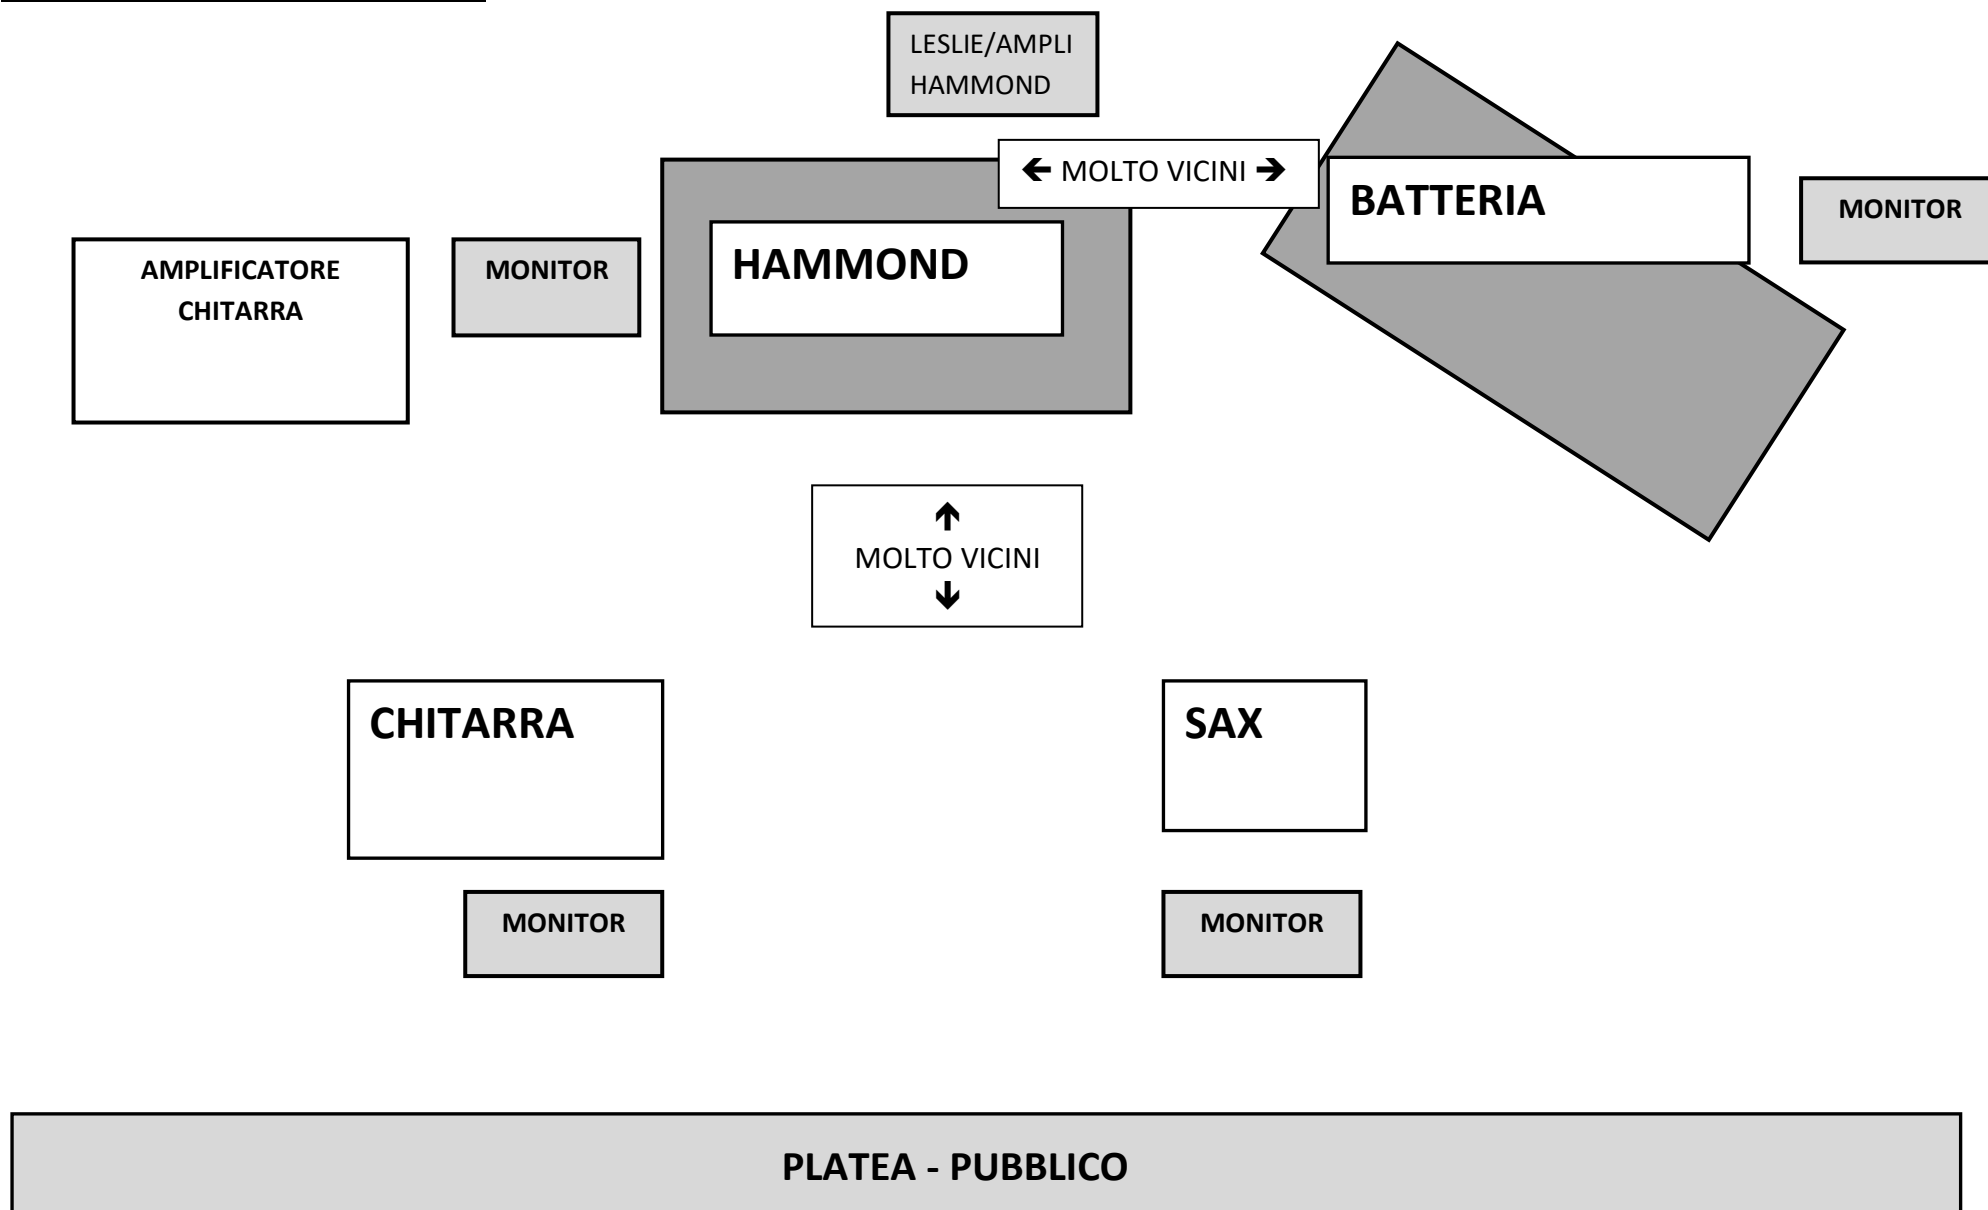 LESLIE/AMPLI
HAMMOND
🡸 MOLTO VICINI 🡺
BATTERIA
MONITOR
HAMMOND
AMPLIFICATORE
CHITARRA
MONITOR
🡹
MOLTO VICINI
🡻
CHITARRA
SAX
MONITOR
MONITOR
PLATEA - PUBBLICO